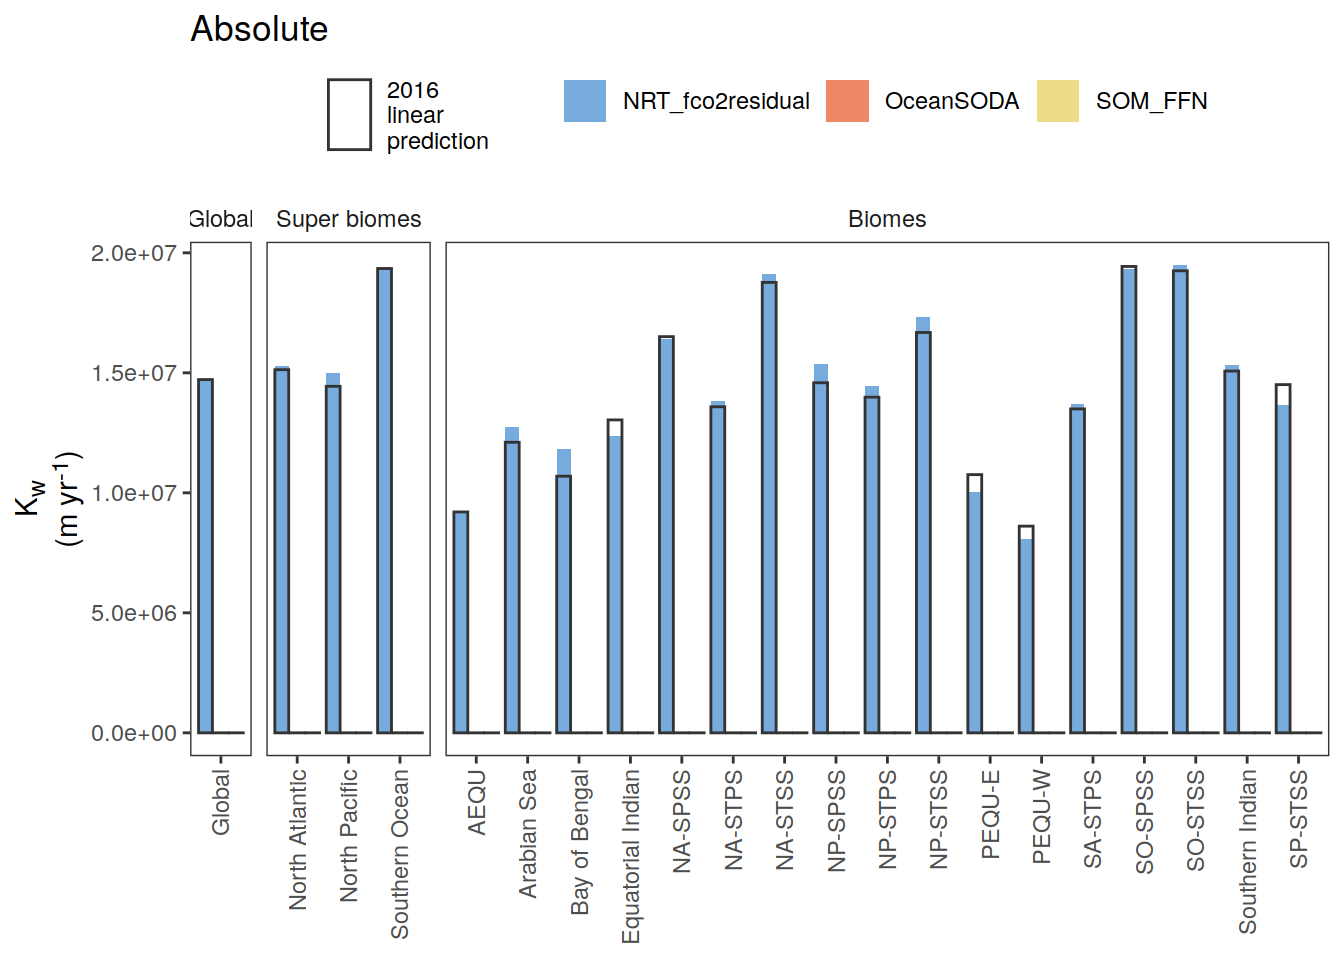 Absolute
2016
linear
prediction
NRT_fco2residual
OceanSODA
SOM_FFN
Global
Super biomes
Biomes
2.0e+07
1.5e+07
1.0e+07
5.0e+06
0.0e+00
Kw
(m yr-1)
Global
North Atlantic
North Pacific
Southern Ocean
AEQU
Arabian Sea
Bay of Bengal
Equatorial Indian
NA-SPSS
NA-STPS
NA-STSS
NP-SPSS
NP-STPS
NP-STSS
PEQU-E
PEQU-W
SA-STPS
SO-SPSS
SO-STSS
Southern Indian
SP-STSS